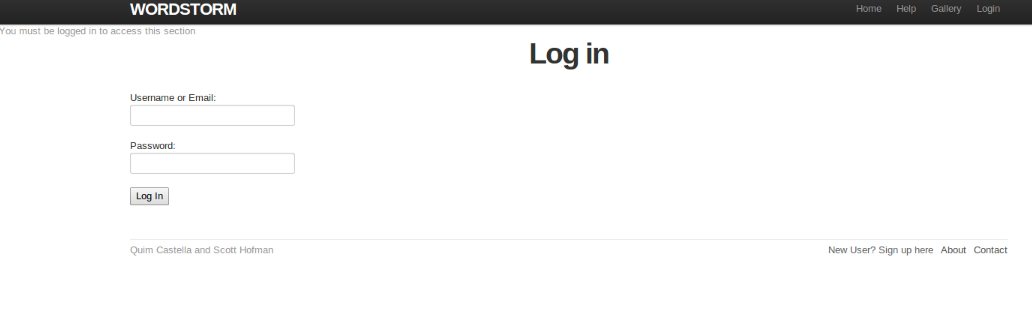 WORDSTORM Home Help Gallery Login
You must be logged in to access this section
Log in
Username or Email:
Password:
Log In
Quim Castella and Scott Hofman New User? Sign up here About Contact